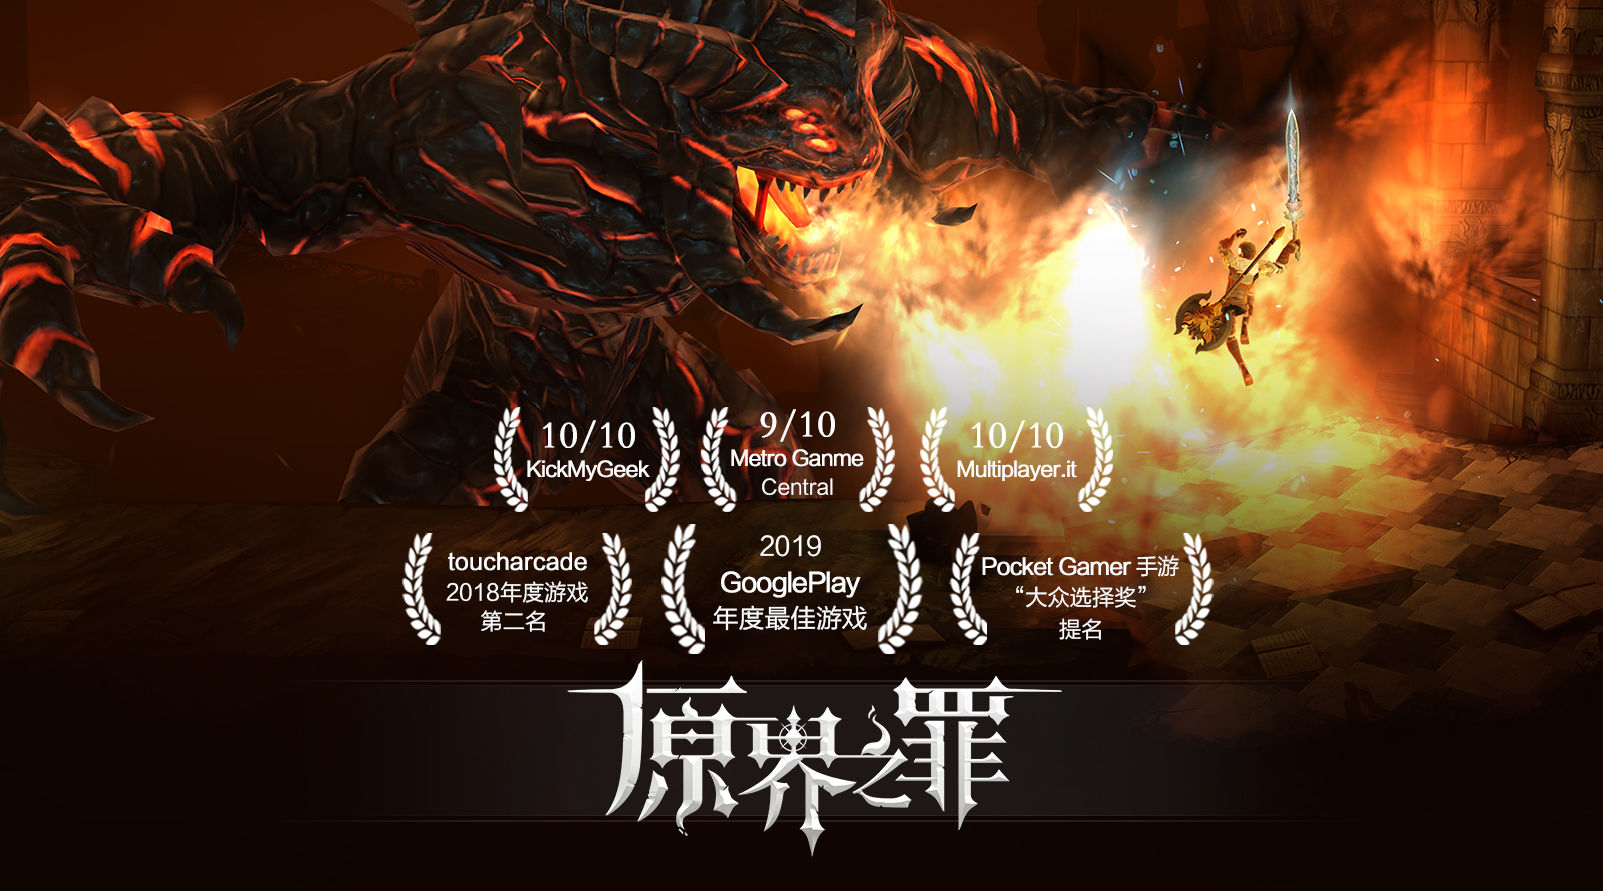 10/10
KickMyGeek
9/10
Metro Ganme
Central
10/10
Multiplayer.it
toucharcade
2018年度游戏
第二名
2019
GooglePlay
年度最佳游戏
Pocket Gamer 手游
“大众选择奖”
提名
原界之罪